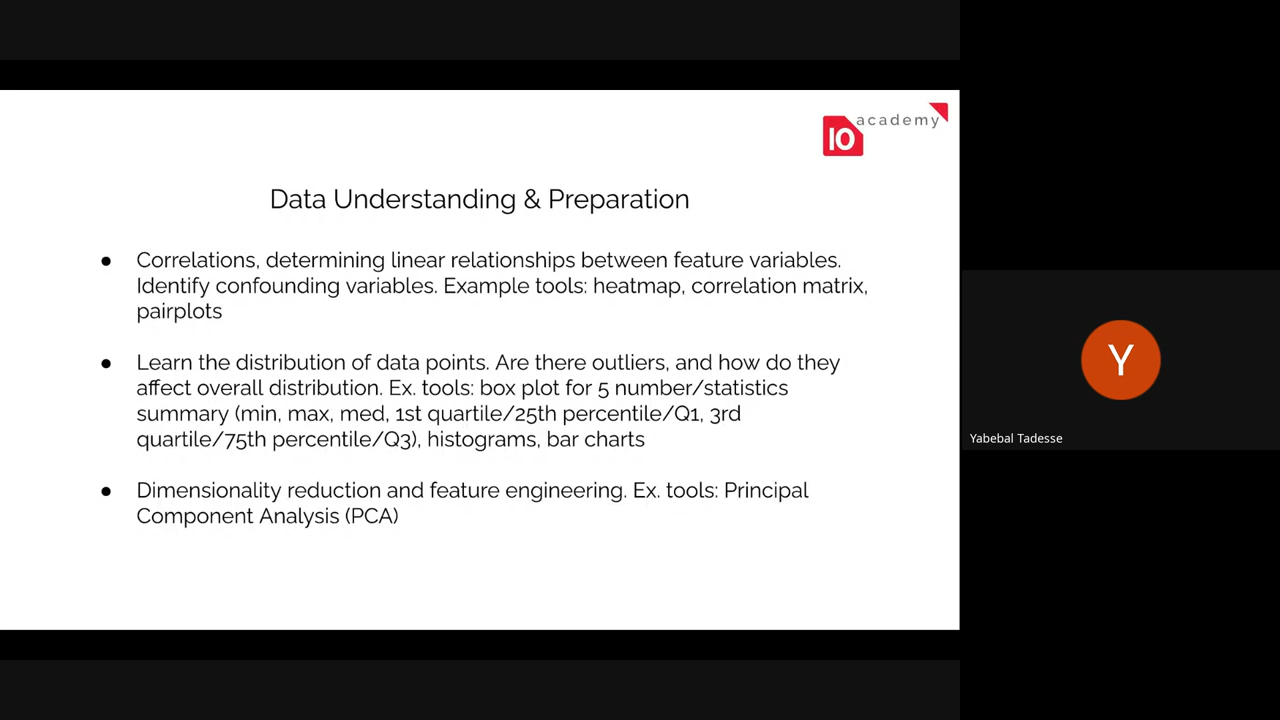 academy
10
Data Understanding & Preparation
● Correlations, determining linear relationships between feature variables.
Identify confounding variables. Example tools: heatmap, correlation matrix,
pairplots
● Learn the distribution of data points. Are there outliers, and how do they
affect overall distribution. Ex. tools: box plot for 5 number/statistics
summary (min, max, med, 1st quartile/25th percentile/Q1, 3rd
quartile/75th percentile/Q3), histograms, bar charts
● Dimensionality reduction and feature engineering. Ex. tools: Principal
Component Analysis (PCA)
Y
Yabebal Tadesse